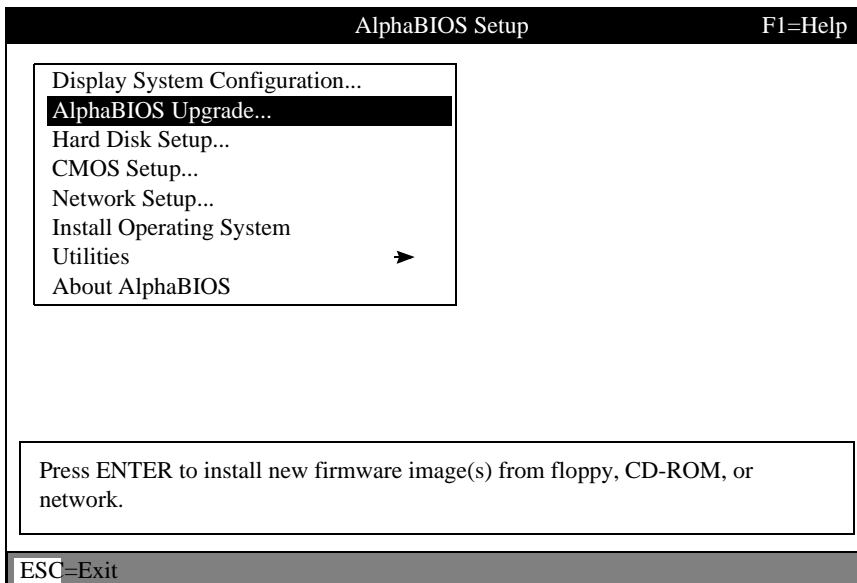 AlphaBIOS Setup F1=Help
Display System Configuration...
AlphaBIOS Upgrade...
Hard Disk Setup...
CMOS Setup...
Network Setup...
Install Operating System
Utilities
About AlphaBIOS
Press ENTER to install new firmware image(s) from floppy, CD-ROM, or
network.
ESC=Exit